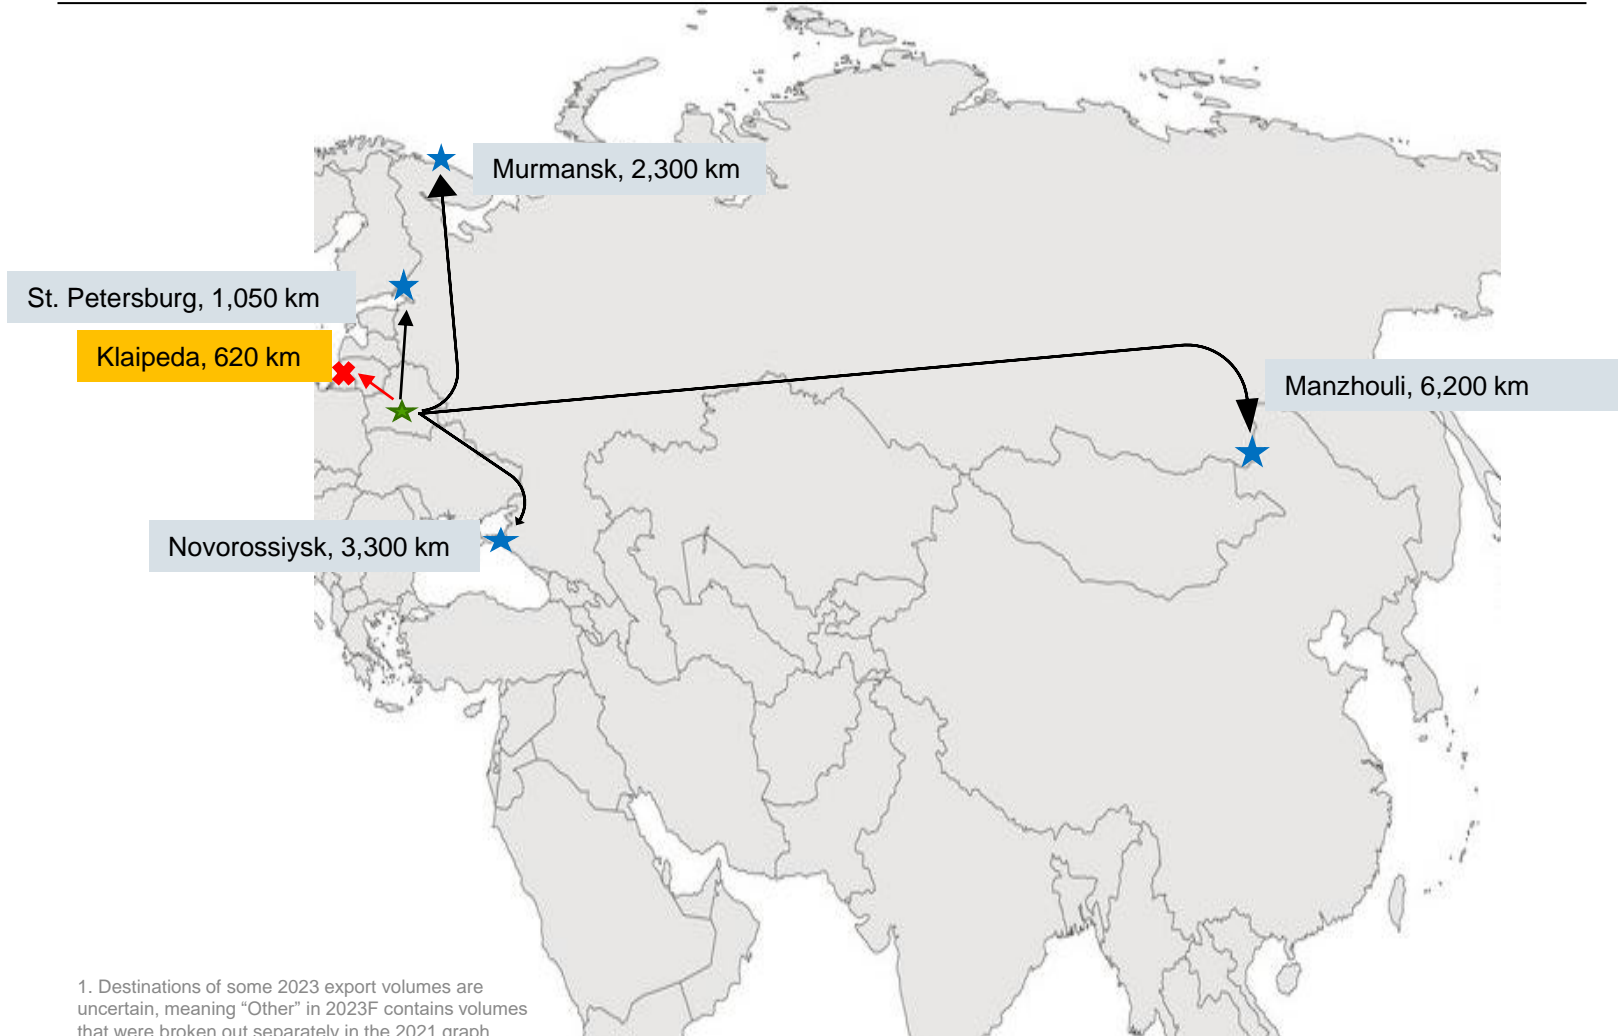 Murmansk, 2,300 km
St. Petersburg, 1,050 km
Klaipeda, 620 km
Manzhouli, 6,200 km
Novorossiysk, 3,300 km
1. Destinations of some 2023 export volumes are
uncertain, meaning “Other” in 2023F contains volumes
that were broken out separately in the 2021 graph